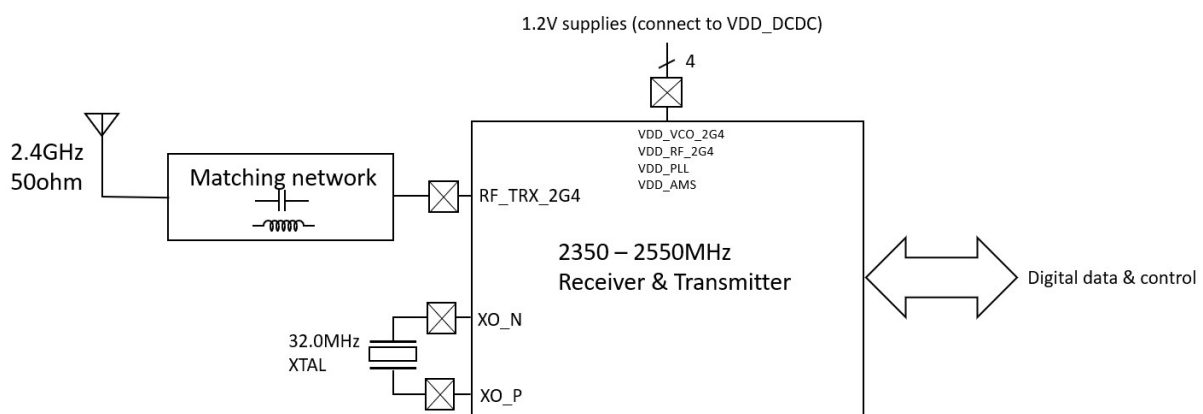 1.2V supplies (connect to VDD_DCDC)
4
VDD_VCO_2G4
VDD_RF_2G4
VDD_PLL
VDD_AMS
2.4GHz
50ohm
Matching network
RF_TRX_2G4
2350 – 2550MHz
Receiver & Transmitter
Digital data & control
XO_N
32.0MHz
XTAL
XO_P